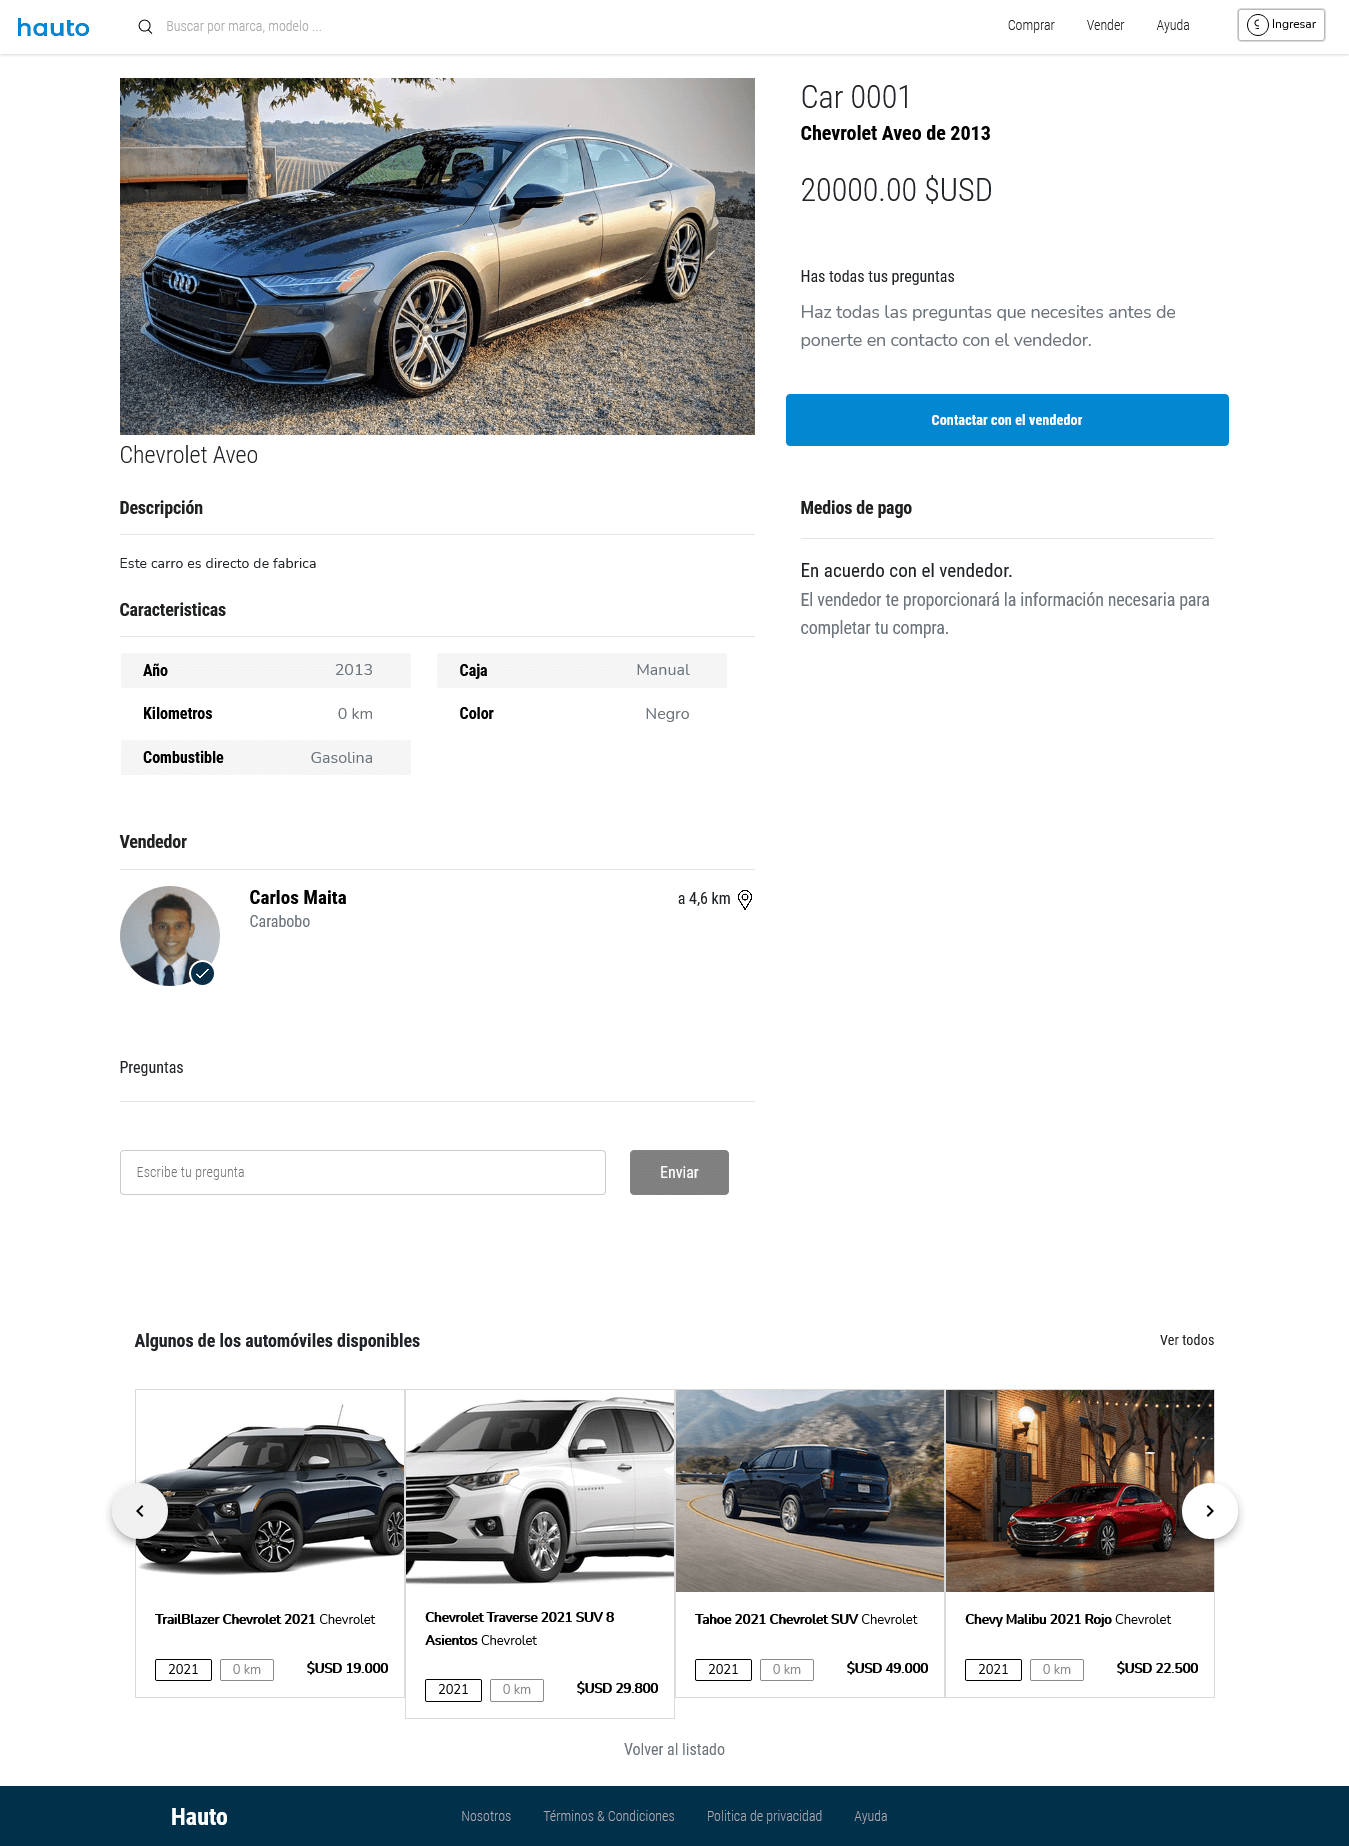 hauto
Buscar por marca, modelo ...
Comprar
Vender
Ayuda
Ingresar
Car 0001
Chevrolet Aveo de 2013
20000.00 $USD
Has todas tus preguntas
Haz todas las preguntas que necesites antes de
ponerte en contacto con el vendedor.
Contactar con el vendedor
Chevrolet Aveo
Descripción
Este carro es directo de fabrica
Medios de pago
En acuerdo con el vendedor.
El vendedor te proporcionará la información necesaria para
completar tu compra.
Caracteristicas
Año 2013
Caja Manual
Kilometros 0 km
Color Negro
Combustible Gasolina
Vendedor
Carlos Maita
Carabobo
a 4,6 km
Preguntas
Escribe tu pregunta
Enviar
Algunos de los automóviles disponibles
Ver todos
TrailBlazer Chevrolet 2021 Chevrolet
2021 0 km $USD 19.000
Chevrolet Traverse 2021 SUV 8
Asientos Chevrolet
2021 0 km $USD 29.800
Tahoe 2021 Chevrolet SUV Chevrolet
2021 0 km $USD 49.000
Chevy Malibu 2021 Rojo Chevrolet
2021 0 km $USD 22.500
Volver al listado
Hauto
Nosotros
Términos & Condiciones
Politica de privacidad
Ayuda